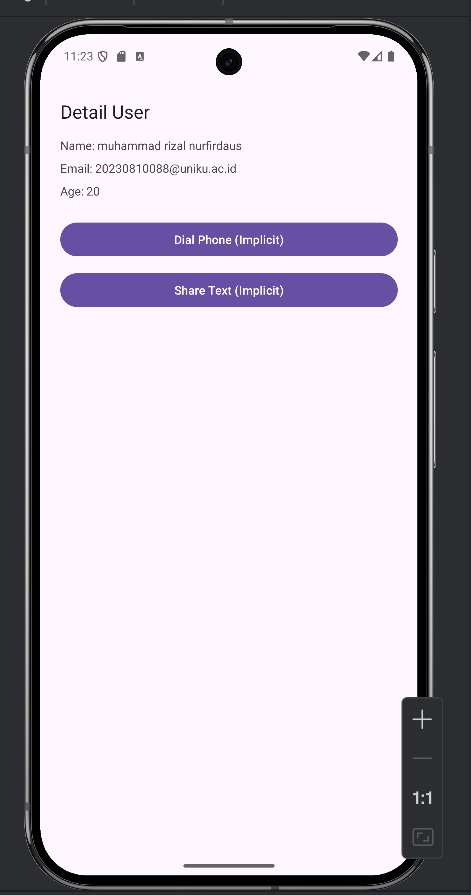 11:23
Detail User
Name: muhammad rizal nurfirdaus
Email: 20230810088@uniku.ac.id
Age: 20
Dial Phone (Implicit)
Share Text (Implicit)
1:1